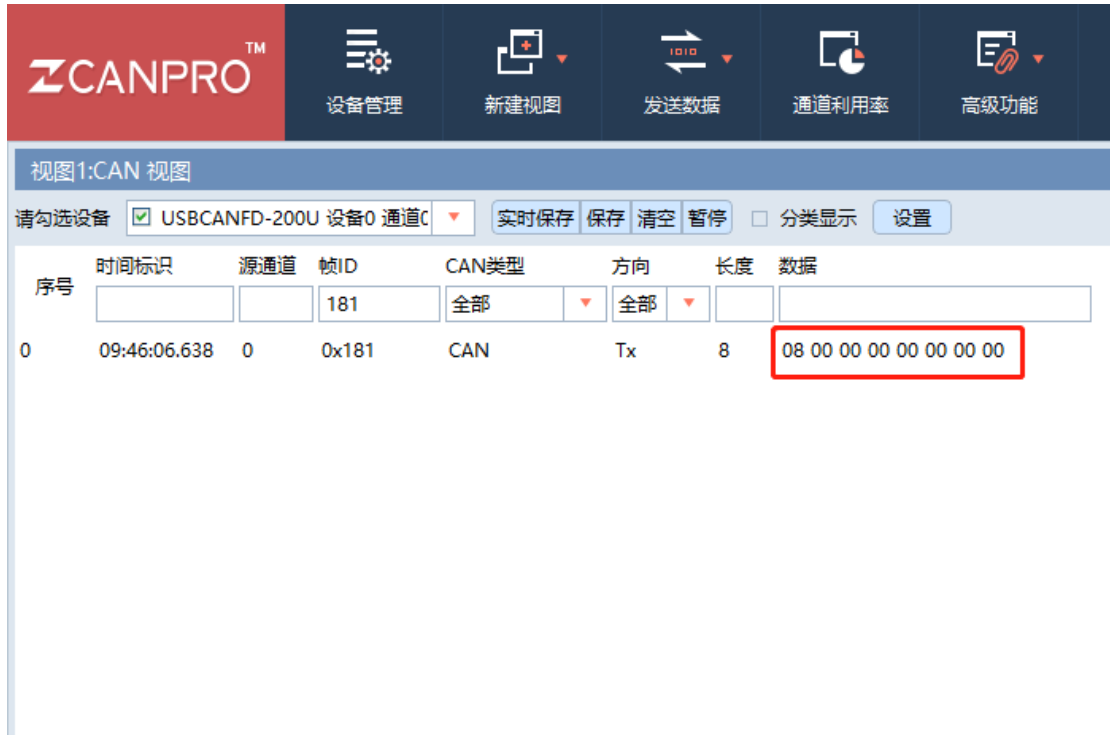 ZCANPRO™
设备管理 新建视图 发送数据 通道利用率 高级功能
视图1:CAN 视图
请勾选设备 USBCANFD-200U 设备0 通道0 实时保存 保存 清空 暂停 分类显示 设置
序号 时间标识 源通道 帧ID CAN类型 方向 长度 数据
181 全部 全部
0 09:46:06.638 0 0x181 CAN Tx 8 08 00 00 00 00 00 00 00